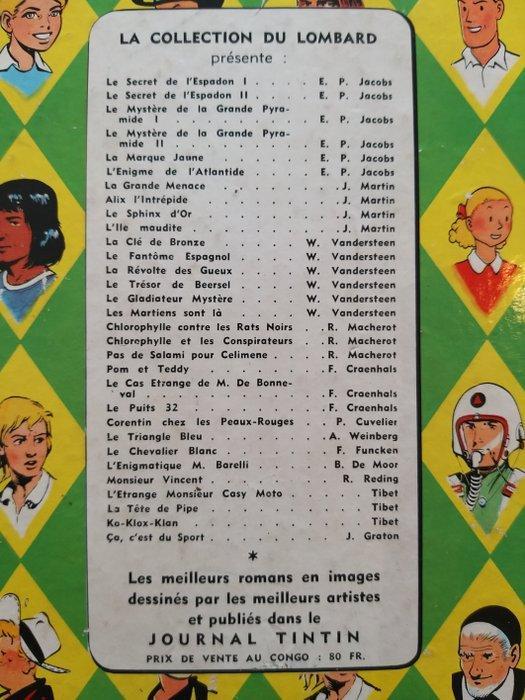 LA COLLECTION DU LOMBARD
présente :
Le Secret de l'Espadon I . . . . E. P. Jacobs
Le Secret de l'Espadon II . . . . E. P. Jacobs
Le Mystère de la Grande Pyra-
mide I . . . . . . . . . E. P. Jacobs
Le Mystère de la Grande Pyra-
mide II . . . . . . . . . E. P. Jacobs
La Marque Jaune . . . . . . . E. P. Jacobs
L'Enigme de l'Atlantide . . . . E. P. Jacobs
La Grande Menace . . . . . . . J. Martin
Alix l'Intrépide . . . . . . . . J. Martin
Le Sphinx d'Or . . . . . . . . J. Martin
L'Ile maudite . . . . . . . . . J. Martin
La Clé de Bronze . . . . . W. Vandersteen
Le Fantôme Espagnol . . . . W. Vandersteen
La Révolte des Gueux . . . . W. Vandersteen
Le Trésor de Beersel . . . . W. Vandersteen
Le Gladiateur Mystère . . . . W. Vandersteen
Les Martiens sont là . . . . W. Vandersteen
Chlorophylle contre les Rats Noirs . . R. Macherot
Chlorophylle et les Conspirateurs . . R. Macherot
Pas de Salami pour Celimene . . . R. Macherot
Pom et Teddy . . . . . . . . F. Craenhals
Le Cas Etrange de M. De Bonne-
val . . . . . . . . . . . F. Craenhals
Le Puits 32 . . . . . . . . . F. Craenhals
Corentin chez les Peaux-Rouges . . P. Cuvelier
Le Triangle Bleu . . . . . . . A. Weinberg
Le Chevalier Blanc . . . . . . F. Funcken
L'Enigmatique M. Barelli . . . . B. De Moor
Monsieur Vincent . . . . . . . R. Reding
L'Etrange Monsieur Casy Moto . . . . . Tibet
La Tête de Pipe . . . . . . . . . Tibet
Ko-Klox-Klan . . . . . . . . . . Tibet
Ça, c'est du Sport . . . . . . . J. Graton
*
Les meilleurs romans en images
dessinés par les meilleurs artistes
et publiés dans le
JOURNAL TINTIN
PRIX DE VENTE AU CONGO : 80 FR.